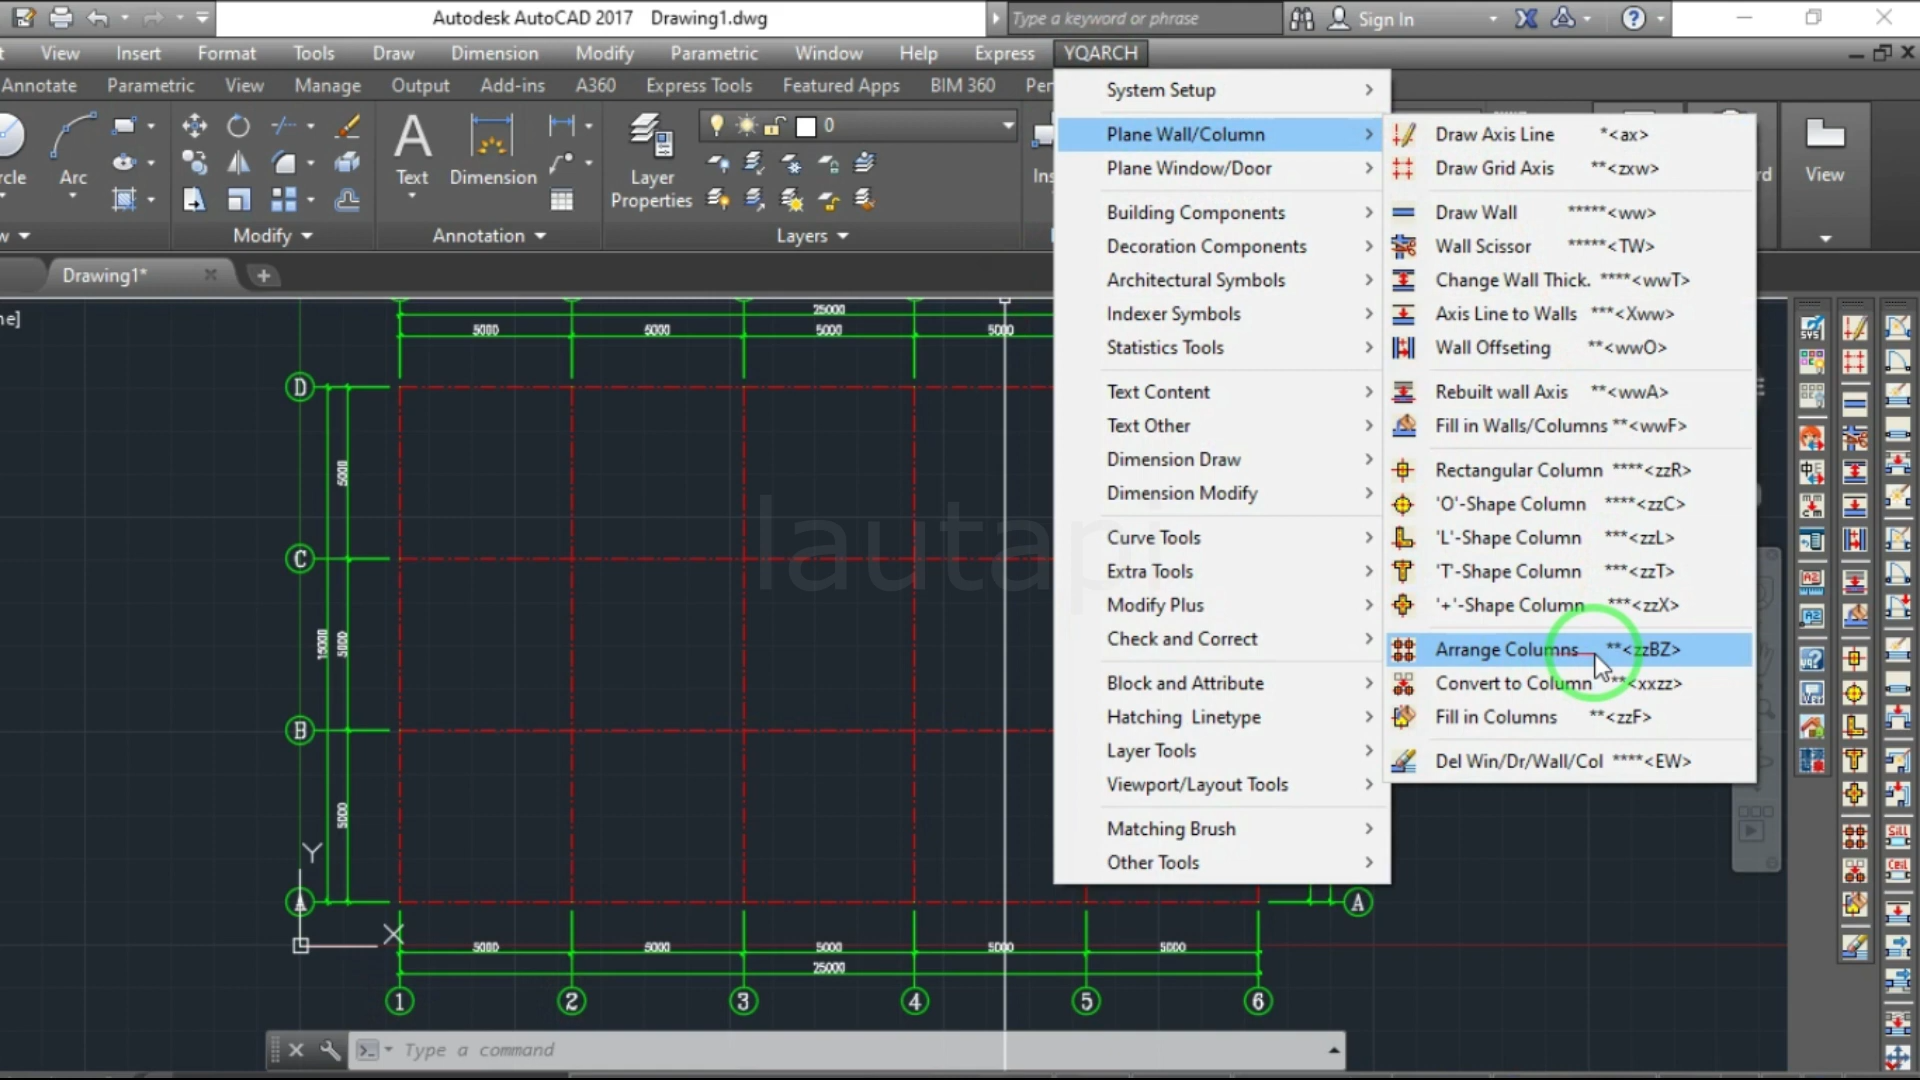 Autodesk AutoCAD 2017 Drawing1.dwg
Type a keyword or phrase
Sign In
View Insert Format Tools Draw Dimension Modify Parametric Window Help Express YQARCH
Annotate Parametric View Manage Output Add-ins A360 Express Tools Featured Apps BIM 360
0
Arc
Text
Dimension
Layer
Properties
View
Modify
Annotation
Layers
Drawing1*
System Setup
Plane Wall/Column
Plane Window/Door
Building Components
Decoration Components
Architectural Symbols
Indexer Symbols
Statistics Tools
Text Content
Text Other
Dimension Draw
Dimension Modify
Curve Tools
Extra Tools
Modify Plus
Check and Correct
Block and Attribute
Hatching Linetype
Layer Tools
Viewport/Layout Tools
Matching Brush
Other Tools
Draw Axis Line *<ax>
Draw Grid Axis **<zxw>
Draw Wall *****<ww>
Wall Scissor *****<TW>
Change Wall Thick. ****<wwT>
Axis Line to Walls ***<Xww>
Wall Offseting **<wwO>
Rebuilt wall Axis **<wwA>
Fill in Walls/Columns **<wwF>
Rectangular Column ****<zzR>
'O'-Shape Column ****<zzC>
'L'-Shape Column ***<zzL>
'T'-Shape Column ***<zzT>
'+'-Shape Column ***<zzX>
Arrange Columns **<zzBZ>
Convert to Column **<xxzz>
Fill in Columns **<zzF>
Del Win/Dr/Wall/Col ****<EW>
25000
5000 5000 5000 5000
D
5000
C
15000 5000
B
5000
Y
A
X
A
5000 5000 5000 5000 5000
25000
1 2 3 4 5 6
lautapi
Type a command